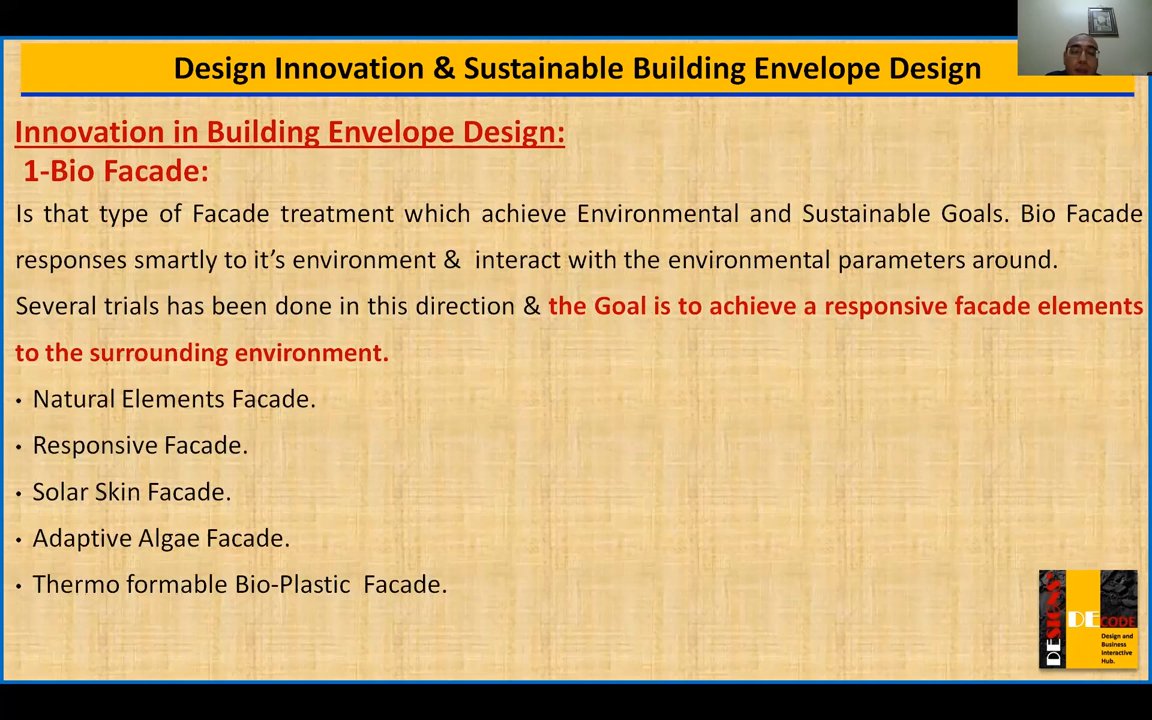 Design Innovation & Sustainable Building Envelope Design
Innovation in Building Envelope Design:
1-Bio Facade:
Is that type of Facade treatment which achieve Environmental and Sustainable Goals. Bio Facade
responses smartly to it’s environment & interact with the environmental parameters around.
Several trials has been done in this direction & the Goal is to achieve a responsive facade elements
to the surrounding environment.
• Natural Elements Facade.
• Responsive Facade.
• Solar Skin Facade.
• Adaptive Algae Facade.
• Thermo formable Bio-Plastic Facade.
DESIGNS
DECODE
Design and
Business
Interactive
Hub.